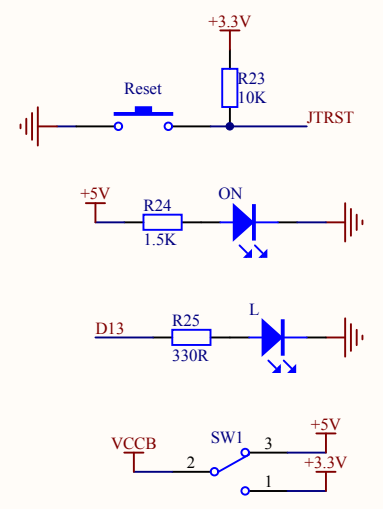 +3.3V
Reset
R23
10K
JTRST
+5V
R24
1.5K
ON
D13
R25
330R
L
VCCB
2
SW1
3
+5V
1
+3.3V